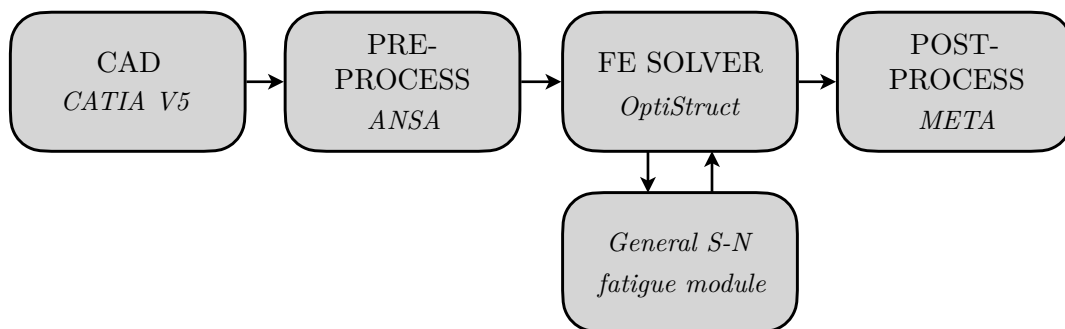 CAD
CATIA V5
PRE-
PROCESS
ANSA
FE SOLVER
OptiStruct
POST-
PROCESS
META
General S-N
fatigue module